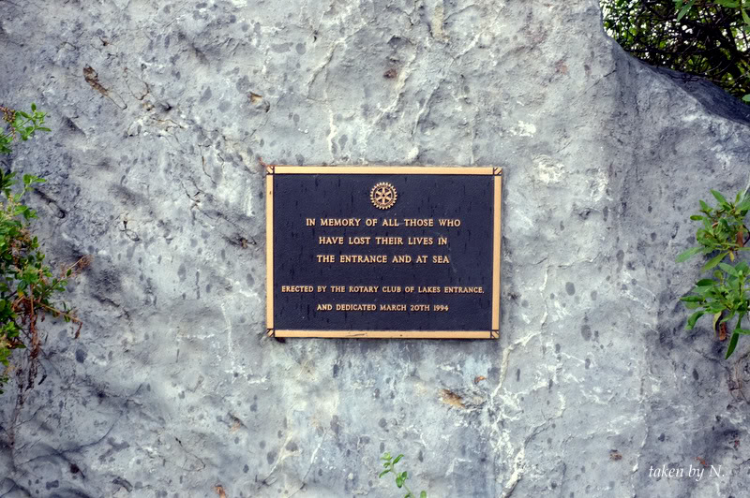 IN MEMORY OF ALL THOSE WHO
HAVE LOST THEIR LIVES IN
THE ENTRANCE AND AT SEA
ERECTED BY THE ROTARY CLUB OF LAKES ENTRANCE,
AND DEDICATED MARCH 20TH 1994
taken by N.